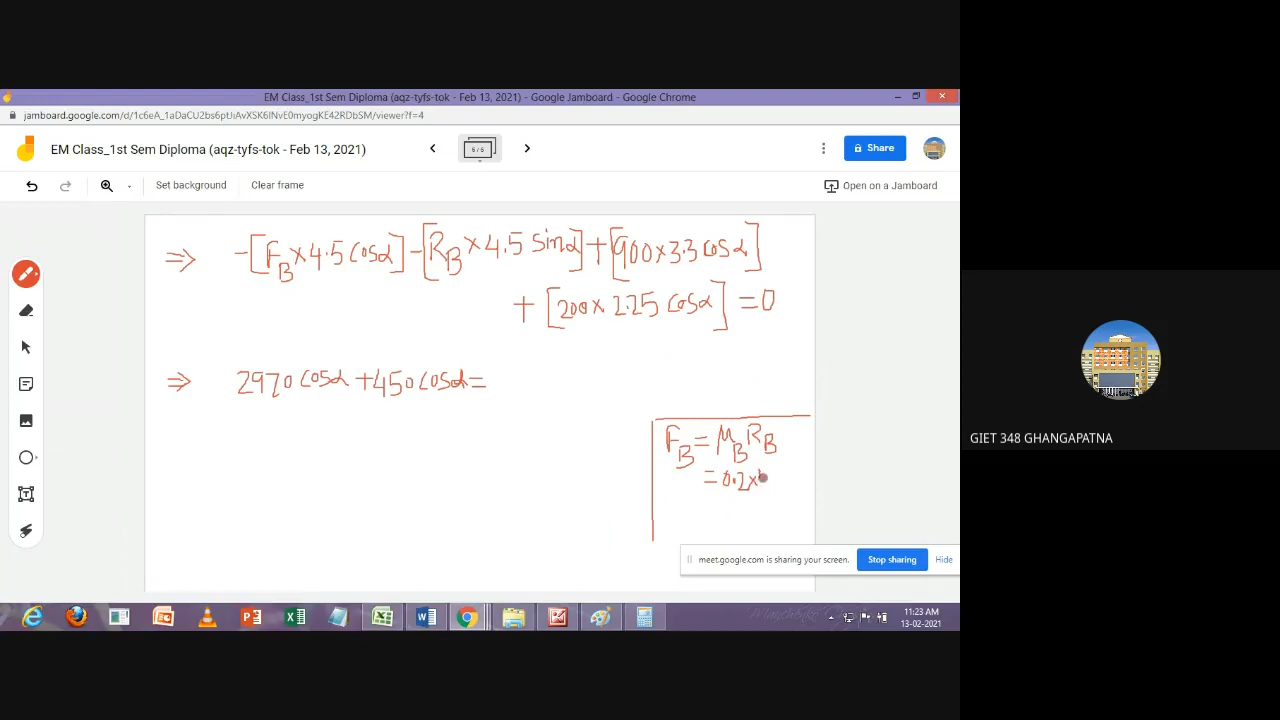 EM Class_1st Sem Diploma (aqz-tyfs-tok - Feb 13, 2021) - Google Jamboard - Google Chrome
EM Class_1st Sem Diploma (aqz-tyfs-tok - Feb 13, 2021)
5/5
Share
Set background
Clear frame
Open on a Jamboard
⇒ -[F_B × 4.5 cosα] - [R_B × 4.5 sinα] + [900 × 3.3 cosα]
+ [200 × 2.25 cosα] = 0
⇒ 2970 cosα + 450 cosα =
F_B = μ_B R_B
= 0.2×
GIET 348 GHANGAPATNA
meet.google.com is sharing your screen.
Stop sharing
Hide
11:23 AM
13-02-2021